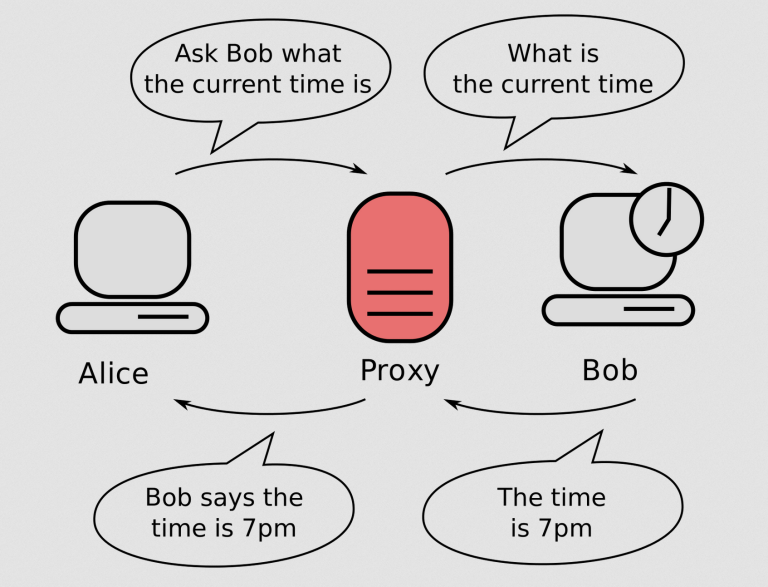 Ask Bob what
the current time is
What is
the current time
Alice
Proxy
Bob
Bob says the
time is 7pm
The time
is 7pm